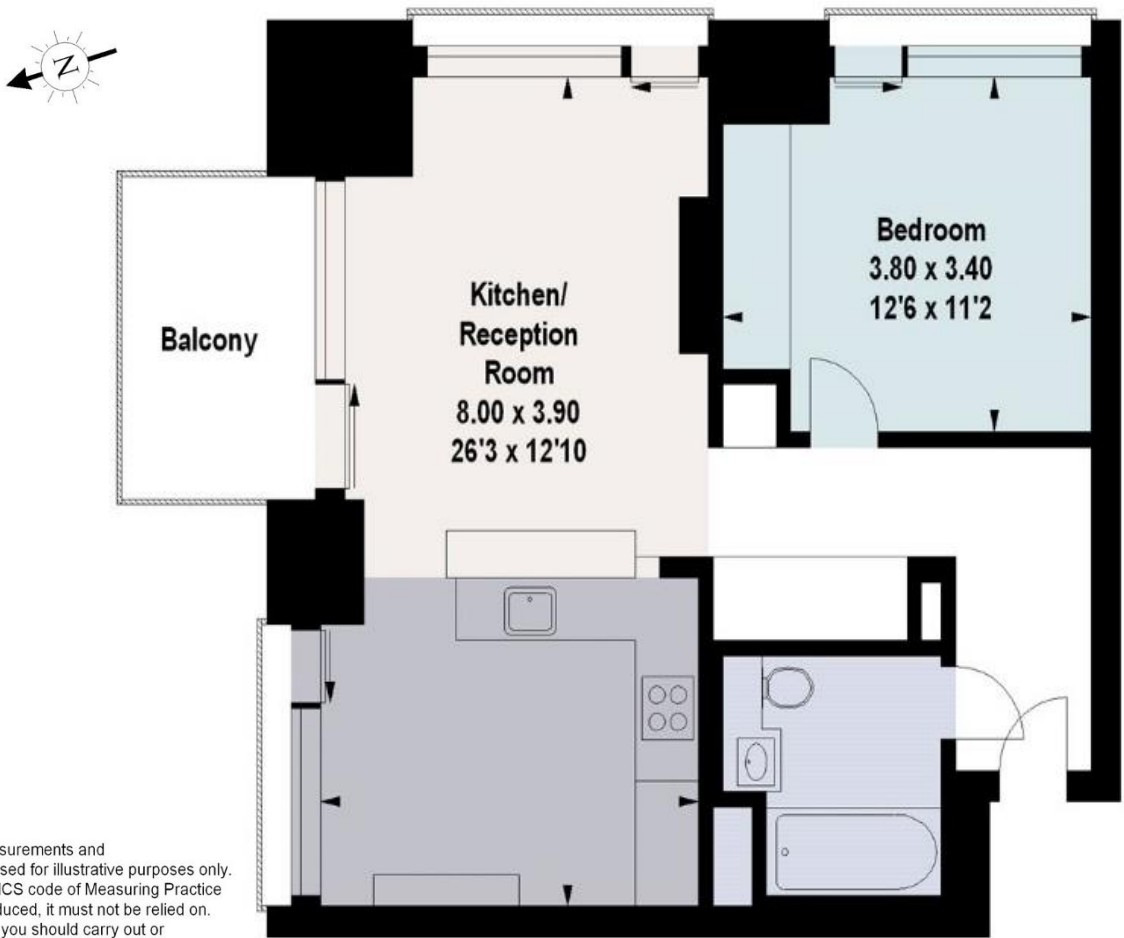 N
Balcony
Kitchen/
Reception
Room
8.00 x 3.90
26'3 x 12'10
Bedroom
3.80 x 3.40
12'6 x 11'2
surements and
sed for illustrative purposes only.
ICS code of Measuring Practice
duced, it must not be relied on.
you should carry out or